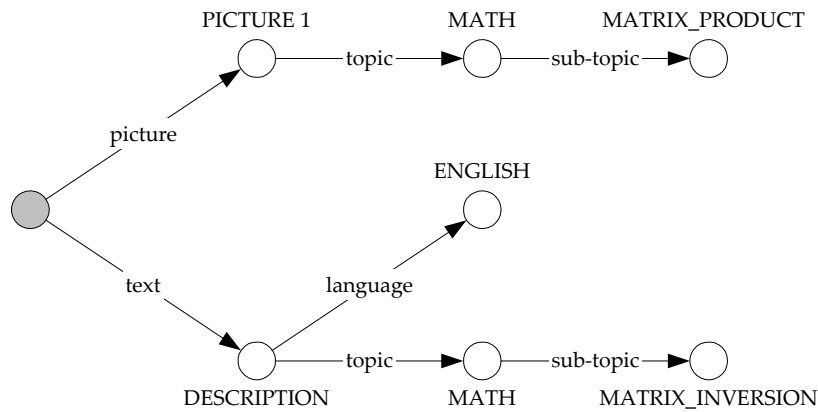 PICTURE 1 MATH MATRIX_PRODUCT
topic sub-topic
picture
ENGLISH
text language
topic sub-topic
DESCRIPTION MATH MATRIX_INVERSION